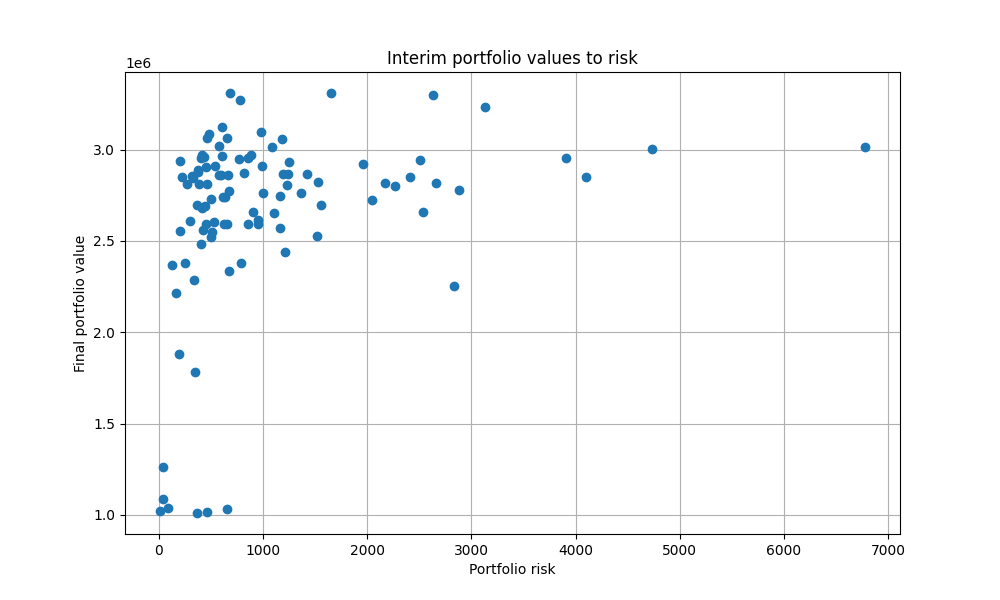 Interim portfolio values to risk
1e6
3.0
2.5
2.0
1.5
1.0
Final portfolio value
0 1000 2000 3000 4000 5000 6000 7000
Portfolio risk